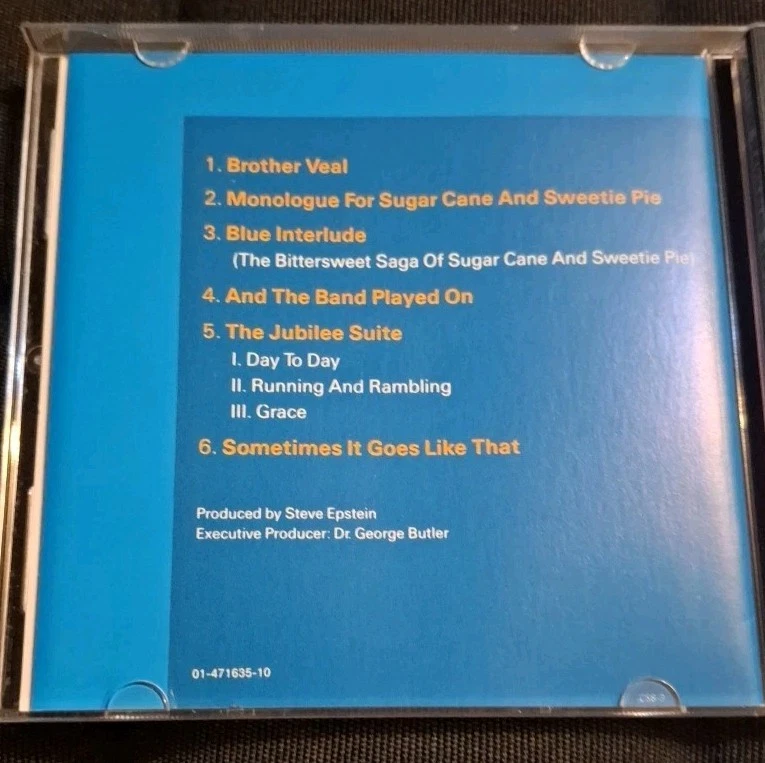 1. Brother Veal
2. Monologue For Sugar Cane And Sweetie Pie
3. Blue Interlude
(The Bittersweet Saga Of Sugar Cane And Sweetie Pie)
4. And The Band Played On
5. The Jubilee Suite
I. Day To Day
II. Running And Rambling
III. Grace
6. Sometimes It Goes Like That
Produced by Steve Epstein
Executive Producer: Dr. George Butler
01-471635-10